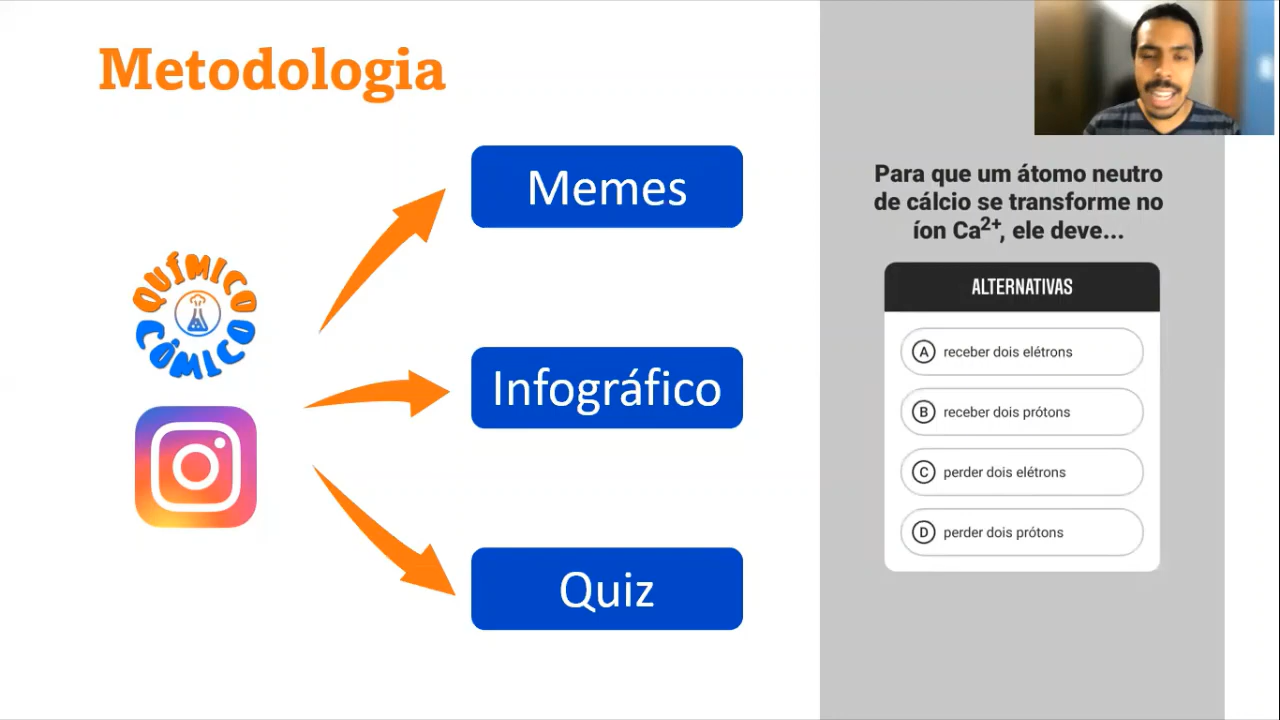 Metodologia
Memes
Infográfico
Quiz
QUÍMICO
CÔMICO
Para que um átomo neutro
de cálcio se transforme no
íon Ca²⁺, ele deve...
ALTERNATIVAS
A receber dois elétrons
B receber dois prótons
C perder dois elétrons
D perder dois prótons